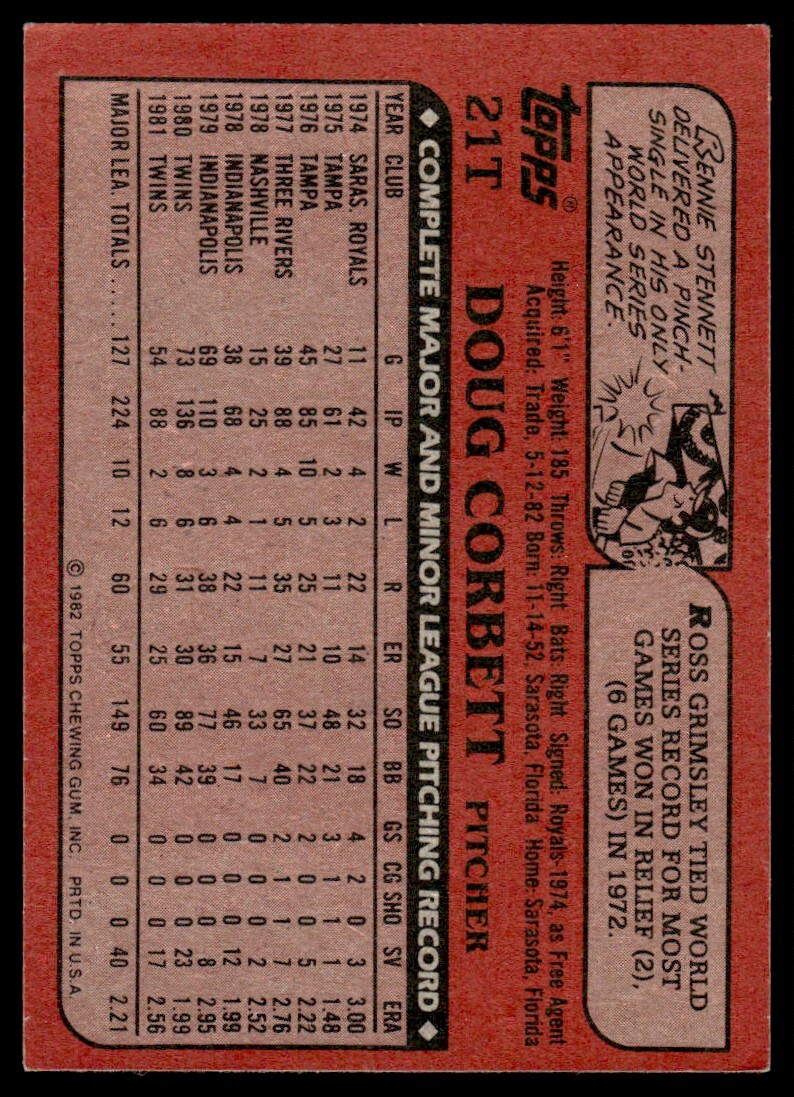 RENNIE STENNETT
DELIVERED A PINCH-
SINGLE IN HIS ONLY
WORLD SERIES
APPEARANCE.
ROSS GRIMSLEY TIED WORLD
SERIES RECORD FOR MOST
GAMES WON IN RELIEF (2),
(6 GAMES) IN 1972.
topps®
Height: 6'1" Weight: 185 Throws: Right Bats: Right Signed: Royals-1974, as Free Agent
Acquired: Trade, 5-12-82 Born: 11-14-52, Sarasota, Florida Home: Sarasota, Florida
21T DOUG CORBETT PITCHER
◆ COMPLETE MAJOR AND MINOR LEAGUE PITCHING RECORD ◆
YEAR CLUB G IP W L R ER SO BB GS CG SHO SV ERA
1974 SARAS. ROYALS 11 42 4 2 22 14 32 18 4 2 0 3 3.00
1975 TAMPA 27 61 2 3 11 10 48 21 3 1 1 1 1.48
1976 TAMPA 45 85 10 5 25 21 37 22 2 0 0 5 2.22
1977 THREE RIVERS 39 88 4 5 35 27 65 40 2 1 1 7 2.76
1978 NASHVILLE 15 25 2 1 11 7 33 7 0 0 0 2 2.52
1978 INDIANAPOLIS 38 68 4 4 22 15 46 17 0 0 0 12 1.99
1979 INDIANAPOLIS 69 110 3 6 38 36 77 39 0 0 0 8 2.95
1980 TWINS 73 136 8 6 31 30 89 42 0 0 0 23 1.99
1981 TWINS 54 88 2 6 29 25 60 34 0 0 0 17 2.56
MAJOR LEA. TOTALS ..... 127 224 10 12 60 55 149 76 0 0 0 40 2.21
© 1982 TOPPS CHEWING GUM, INC. PRTD. IN U.S.A.